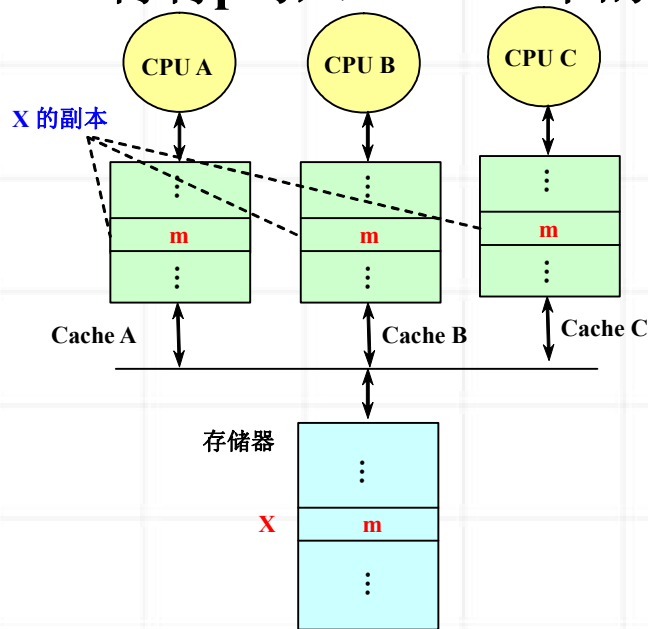 CPU A
CPU B
CPU C
X 的副本
m
m
m
Cache A
Cache B
Cache C
存储器
X
m